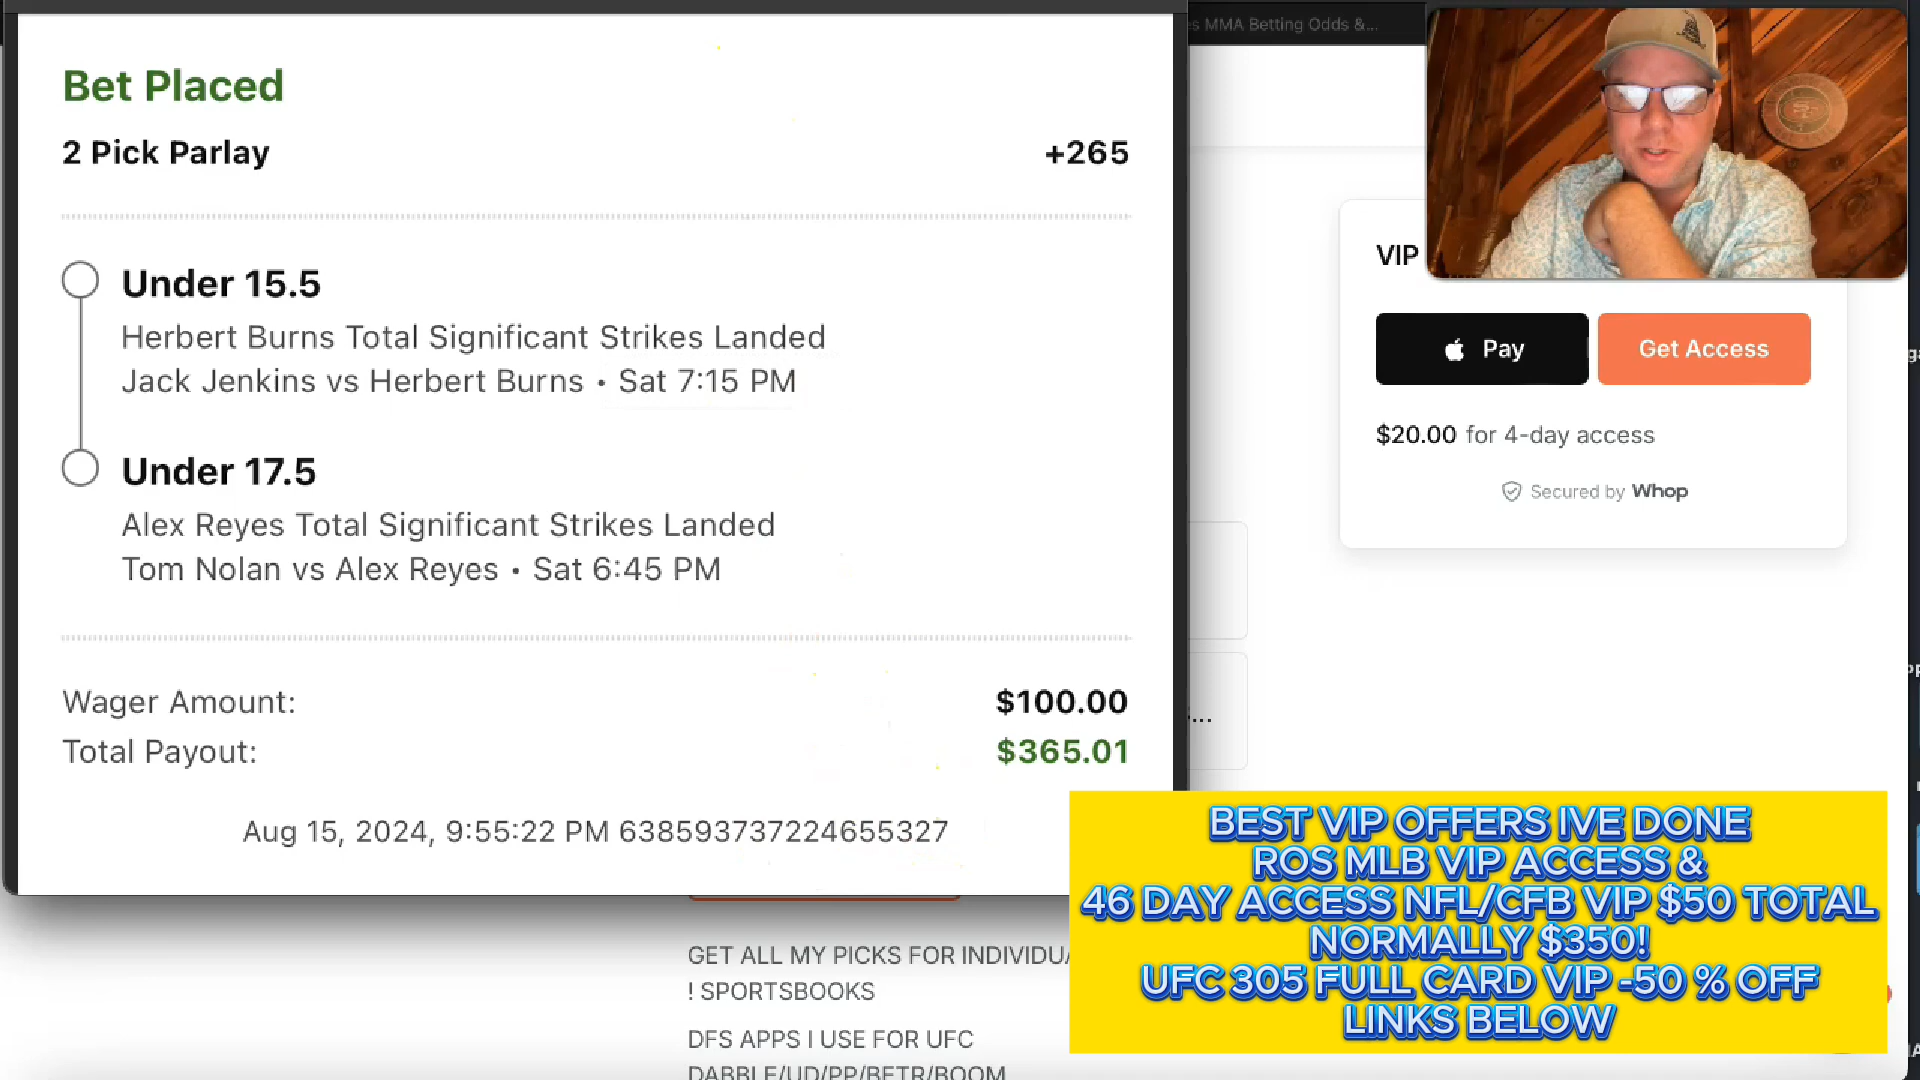 Bet Placed
2 Pick Parlay +265
Under 15.5
Herbert Burns Total Significant Strikes Landed
Jack Jenkins vs Herbert Burns • Sat 7:15 PM
Under 17.5
Alex Reyes Total Significant Strikes Landed
Tom Nolan vs Alex Reyes • Sat 6:45 PM
Wager Amount: $100.00
Total Payout: $365.01
Aug 15, 2024, 9:55:22 PM 638593737224655327
MMA Betting Odds &...
VIP
Pay
Get Access
$20.00 for 4-day access
Secured by Whop
...
GET ALL MY PICKS FOR
! SPORTSBOOKS
DFS APPS I USE FOR UFC
DABBLE/UD/PP/BETR/BOOM
BEST VIP OFFERS IVE DONE
ROS MLB VIP ACCESS &
46 DAY ACCESS NFL/CFB VIP $50 TOTAL
NORMALLY $350!
UFC 305 FULL CARD VIP -50 % OFF
LINKS BELOW